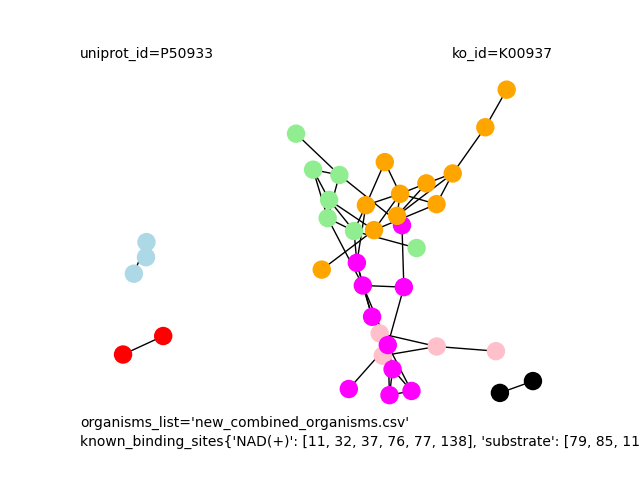 uniprot_id=P50933
ko_id=K00937
organisms_list='new_combined_organisms.csv'
known_binding_sites{'NAD(+)': [11, 32, 37, 76, 77, 138], 'substrate': [79, 85, 11